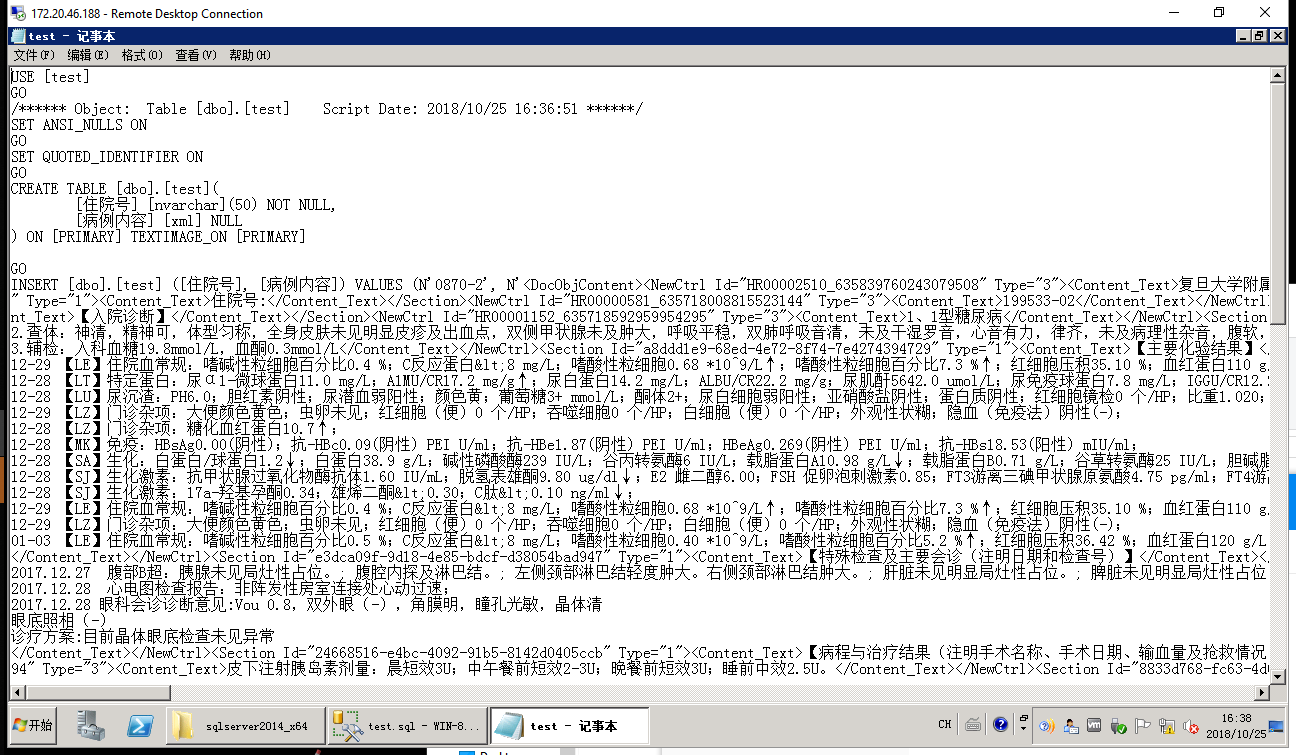 172.20.46.188 - Remote Desktop Connection
test - 记事本
文件(F) 编辑(E) 格式(O) 查看(V) 帮助(H)
USE [test]
GO
/****** Object:  Table [dbo].[test]    Script Date: 2018/10/25 16:36:51 ******/
SET ANSI_NULLS ON
GO
SET QUOTED_IDENTIFIER ON
GO
CREATE TABLE [dbo].[test](
[住院号] [nvarchar](50) NOT NULL,
[病例内容] [xml] NULL
) ON [PRIMARY] TEXTIMAGE_ON [PRIMARY]
GO
INSERT [dbo].[test] ([住院号], [病例内容]) VALUES (N'0870-2', N'<DocObjContent><NewCtrl Id="HR00002510_635839760243079508" Type="3"><Content_Text>复旦大学附属
" Type="1"><Content_Text>住院号:</Content_Text></Section><NewCtrl Id="HR00000581_635718008815523144" Type="3"><Content_Text>199533-02</Content_Text></NewCtrl
nt_Text>【入院诊断】</Content_Text></Section><NewCtrl Id="HR00001152_635718592959954295" Type="3"><Content_Text>1、1型糖尿病</Content_Text></NewCtrl><Section
2.查体：神清，精神可，体型匀称，全身皮肤未见明显皮疹及出血点，双侧甲状腺未及肿大，呼吸平稳，双肺呼吸音清，未及干湿罗音，心音有力，律齐，未及病理性杂音，腹软，
3.辅检：入科血糖19.8mmol/L，血酮0.3mmol/L</Content_Text></NewCtrl><Section Id="a8ddd1e9-68ed-4e72-8f74-7e4274394729" Type="1"><Content_Text>【主要化验结果】</
12-29 【LE】住院血常规：嗜碱性粒细胞百分比0.4 %；C反应蛋白&lt;8 mg/L；嗜酸性粒细胞0.68 *10^9/L↑；嗜酸性粒细胞百分比7.3 %↑；红细胞压积35.10 %；血红蛋白110 g
12-28 【LT】特定蛋白：尿α1-微球蛋白11.0 mg/L；A1MU/CR17.2 mg/g↑；尿白蛋白14.2 mg/L；ALBU/CR22.2 mg/g；尿肌酐5642.0 umol/L；尿免疫球蛋白7.8 mg/L；IGGU/CR12.
12-28 【LU】尿沉渣：PH6.0；胆红素阴性；尿潜血弱阳性；颜色黄；葡萄糖3+ mmol/L；酮体2+；尿白细胞弱阳性；亚硝酸盐阴性；蛋白质阴性；红细胞镜检0 个/HP；比重1.020；
12-29 【LZ】门诊杂项：大便颜色黄色；虫卵未见；红细胞（便）0 个/HP；吞噬细胞0 个/HP；白细胞（便）0 个/HP；外观性状糊；隐血（免疫法）阴性(-)；
12-28 【LZ】门诊杂项：糖化血红蛋白10.7↑；
12-28 【MK】免疫：HBsAg0.00(阴性)；抗-HBc0.09(阴性) PEI U/ml；抗-HBe1.87(阴性) PEI U/ml；HBeAg0.269(阴性) PEI U/ml；抗-HBs18.53(阳性) mIU/ml；
12-28 【SA】生化：白蛋白/球蛋白1.2↓；白蛋白38.9 g/L；碱性磷酸酶239 IU/L；谷丙转氨酶6 IU/L；载脂蛋白A10.98 g/L↓；载脂蛋白B0.71 g/L；谷草转氨酶25 IU/L；胆碱酯
12-28 【SJ】生化激素：抗甲状腺过氧化物酶抗体1.60 IU/mL；脱氢表雄酮9.80 ug/dl↓；E2 雌二醇6.00；FSH 促卵泡刺激素0.85；FT3游离三碘甲状腺原氨酸4.75 pg/ml；FT4游
12-28 【SJ】生化激素：17a-羟基孕酮0.34；雄烯二酮&lt;0.30；C肽&lt;0.10 ng/ml↓；
12-29 【LE】住院血常规：嗜碱性粒细胞百分比0.4 %；C反应蛋白&lt;8 mg/L；嗜酸性粒细胞0.68 *10^9/L↑；嗜酸性粒细胞百分比7.3 %↑；红细胞压积35.10 %；血红蛋白110 g
12-29 【LZ】门诊杂项：大便颜色黄色；虫卵未见；红细胞（便）0 个/HP；吞噬细胞0 个/HP；白细胞（便）0 个/HP；外观性状糊；隐血（免疫法）阴性(-)；
01-03 【LE】住院血常规：嗜碱性粒细胞百分比0.5 %；C反应蛋白&lt;8 mg/L；嗜酸性粒细胞0.40 *10^9/L；嗜酸性粒细胞百分比5.2 %↑；红细胞压积36.42 %；血红蛋白120 g/L
</Content_Text></NewCtrl><Section Id="e3dca09f-9d18-4e85-bdcf-d38054bad947" Type="1"><Content_Text>【特殊检查及主要会诊（注明日期和检查号）】</Content_Text></
2017.12.27  腹部B超：胰腺未见局灶性占位。；腹腔内探及淋巴结。；左侧颈部淋巴结轻度肿大。右侧颈部淋巴结肿大。；肝脏未见明显局灶性占位。；脾脏未见明显局灶性占位
2017.12.28  心电图检查报告：非阵发性房室连接处心动过速；
2017.12.28 眼科会诊诊断意见:Vou 0.8，双外眼（-），角膜明，瞳孔光敏，晶体清
眼底照相（-）
诊疗方案:目前晶体眼底检查未见异常
</Content_Text></NewCtrl><Section Id="24668516-e4bc-4092-91b5-8142d0405ccb" Type="1"><Content_Text>【病程与治疗结果（注明手术名称、手术日期、输血量及抢救情况
94" Type="3"><Content_Text>皮下注射胰岛素剂量：晨短效3U；中午餐前短效2-3U；晚餐前短效3U；睡前中效2.5U。</Content_Text></NewCtrl><Section Id="8833d768-fc63-4d
开始 sqlserver2014_x64 test.sql - WIN-8... test - 记事本 CH 16:38
2018/10/25